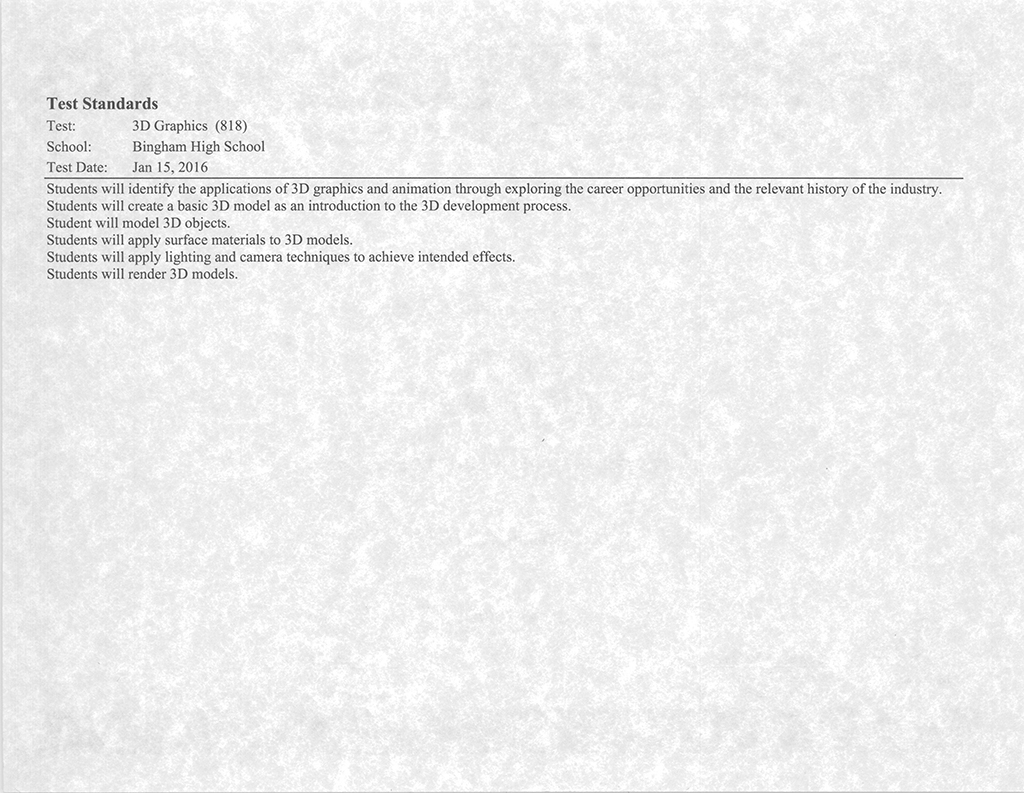 Test Standards
Test: 3D Graphics (818)
School: Bingham High School
Test Date: Jan 15, 2016
Students will identify the applications of 3D graphics and animation through exploring the career opportunities and the relevant history of the industry.
Students will create a basic 3D model as an introduction to the 3D development process.
Student will model 3D objects.
Students will apply surface materials to 3D models.
Students will apply lighting and camera techniques to achieve intended effects.
Students will render 3D models.